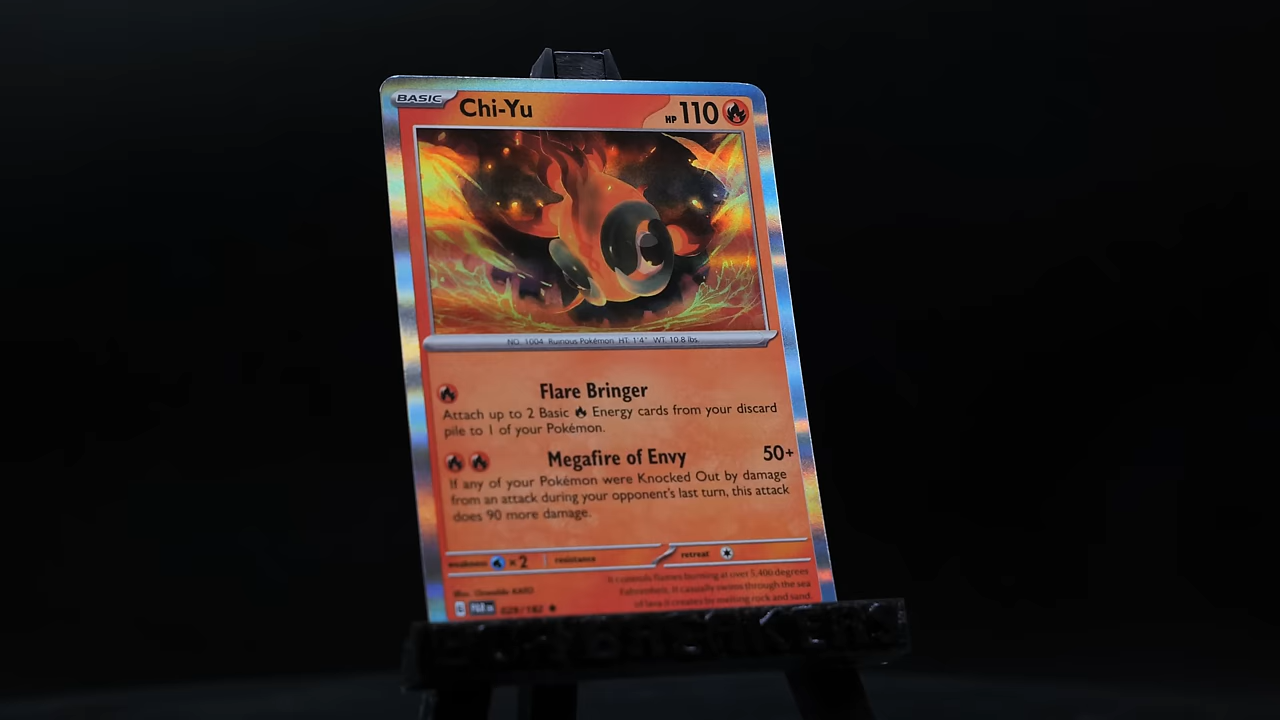 BASIC Chi-Yu HP 110
NO. 1004 Ruinous Pokémon HT. 1'4" WT. 10.8 lbs.
Flare Bringer
Attach up to 2 Basic Energy cards from your discard
pile to 1 of your Pokémon.
Megafire of Envy 50+
If any of your Pokémon were Knocked Out by damage
from an attack during your opponent's last turn, this attack
does 90 more damage.
weakness ×2 resistance retreat
It controls flames burning at over 5,400 degrees
Illus. Fahrenheit. It casually swims through the sea
PAR EN 029/182 of lava it creates by melting rock and sand.